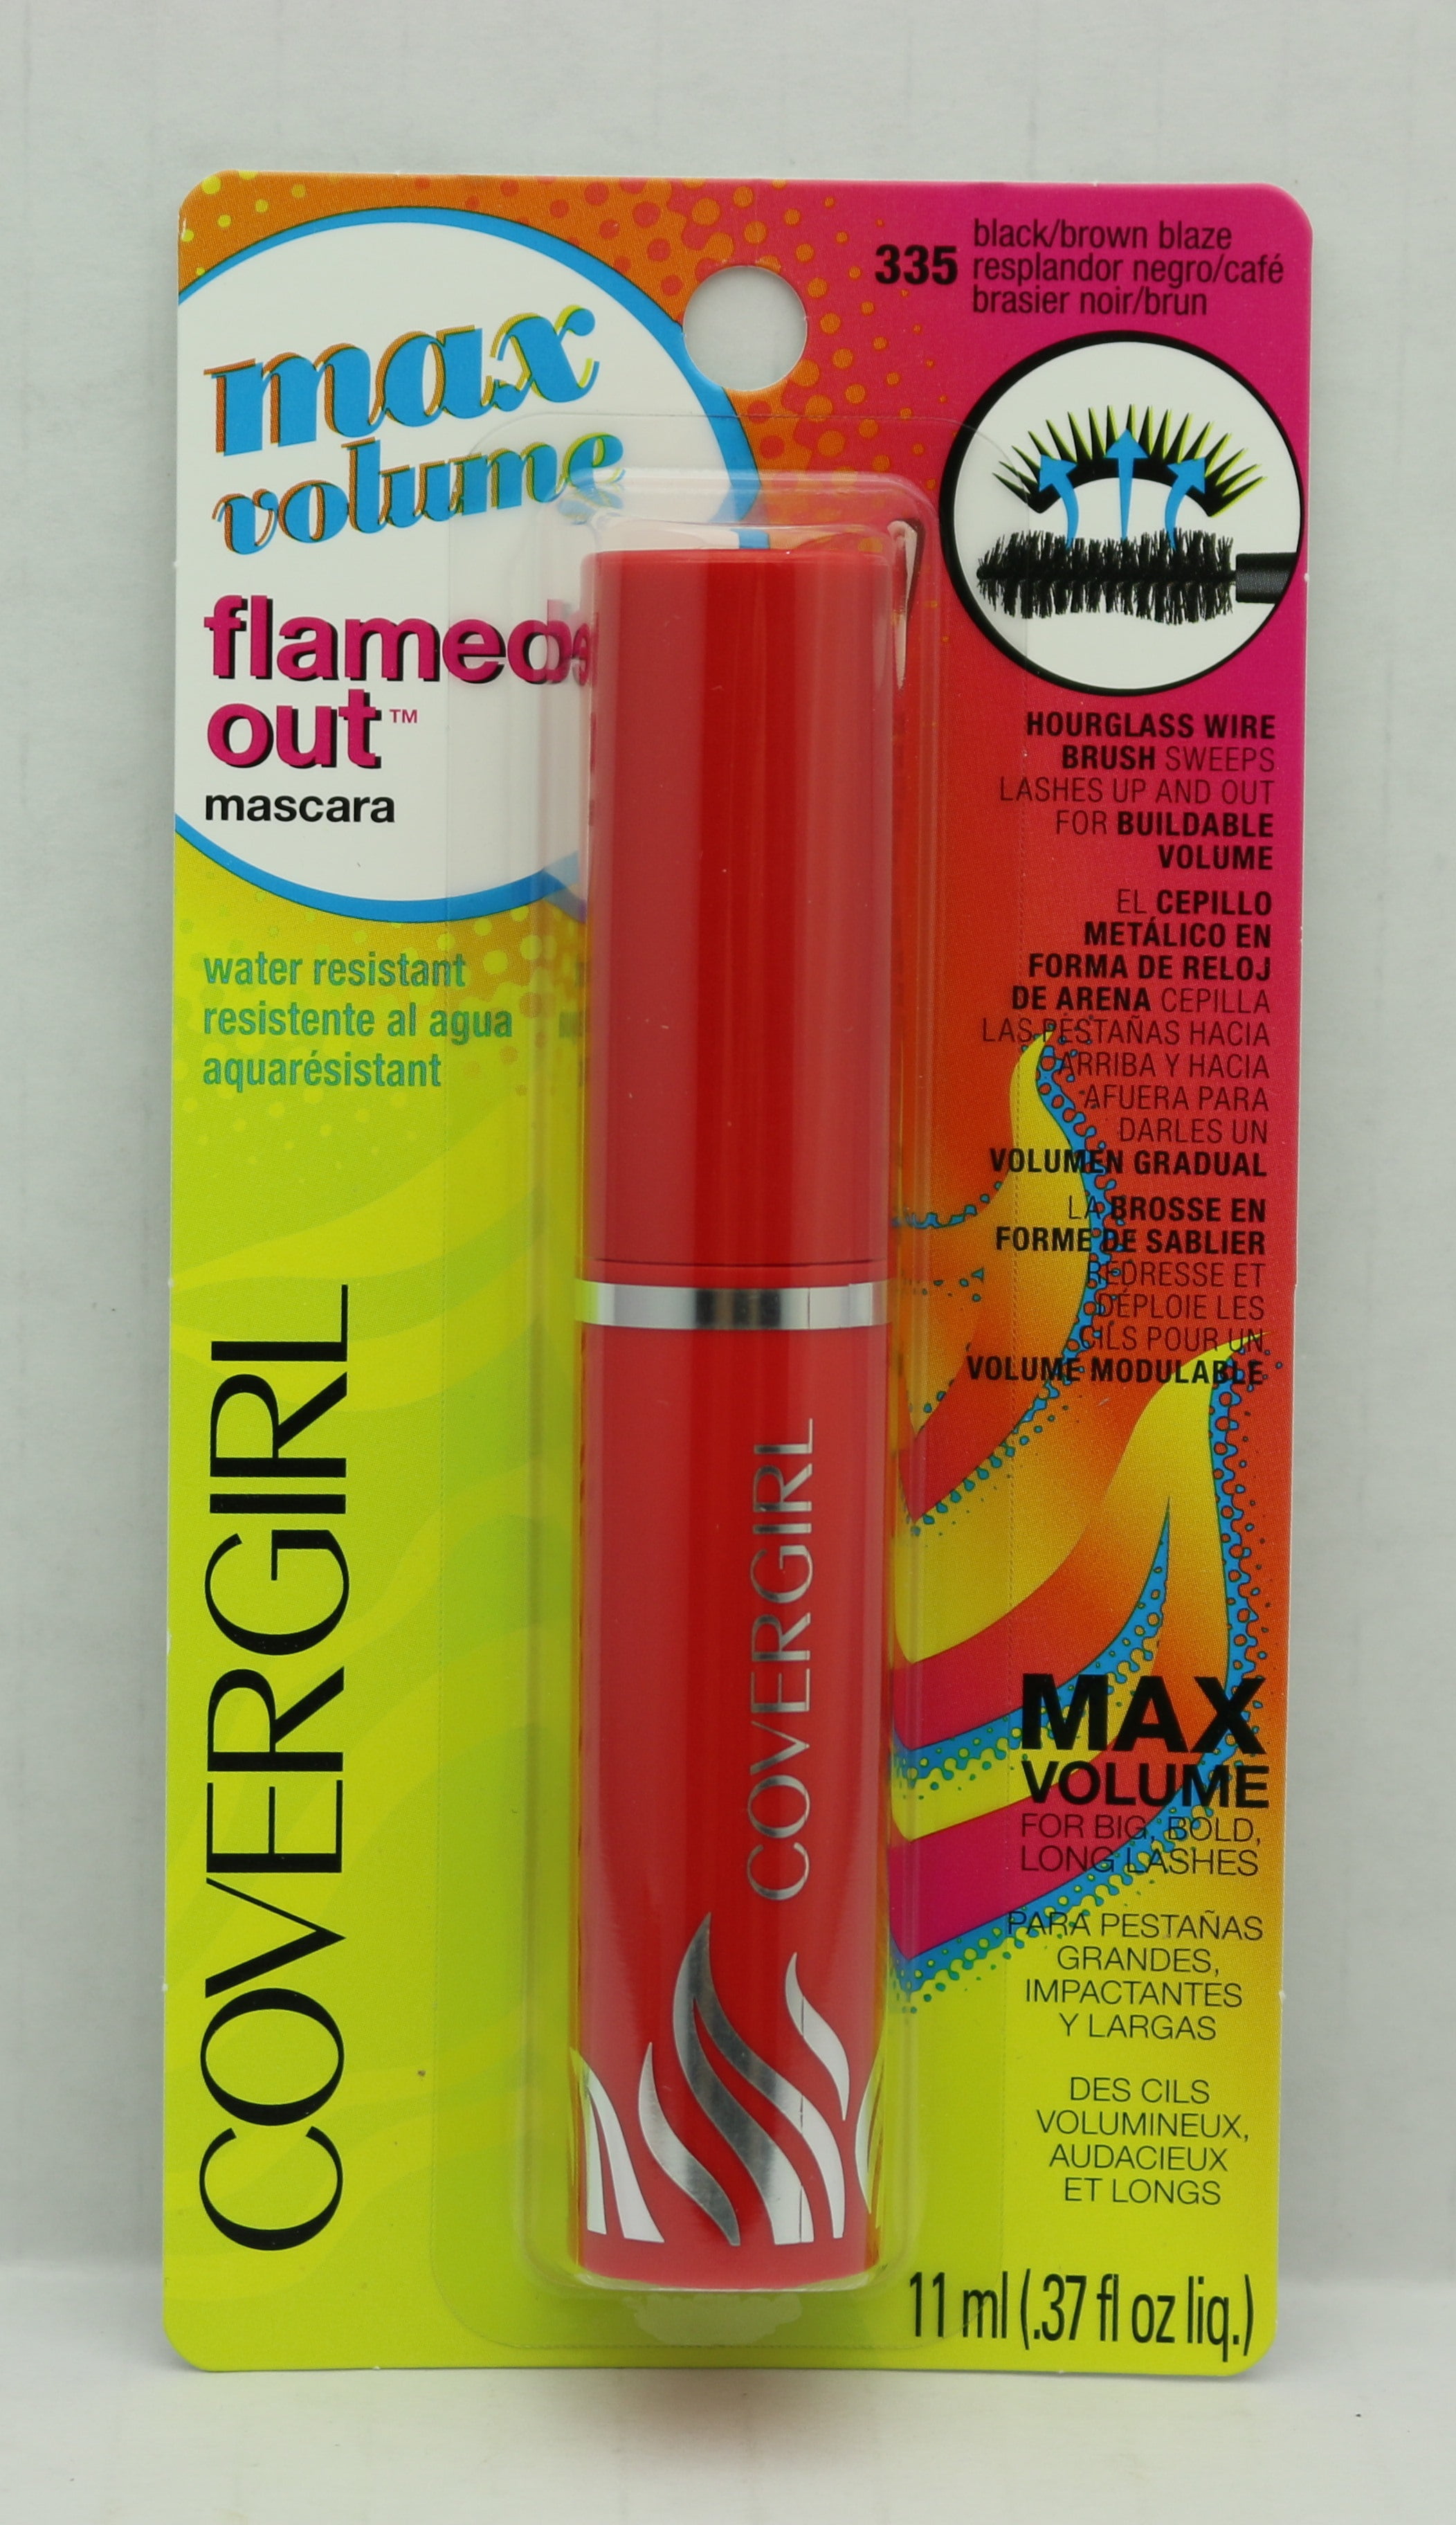 335
black/brown blaze
resplandor negro/café
brasier noir/brun
max
volume
flamed
out™
mascara
water resistant
resistente al agua
aquarésistant
COVERGIRL
COVERGIRL
HOURGLASS WIRE
BRUSH SWEEPS
LASHES UP AND OUT
FOR BUILDABLE
VOLUME
EL CEPILLO
METÁLICO EN
FORMA DE RELOJ
DE ARENA CEPILLA
LAS PESTAÑAS HACIA
ARRIBA Y HACIA
AFUERA PARA
DARLES UN
VOLUMEN GRADUAL
LA BROSSE EN
FORME DE SABLIER
REDRESSE ET
DÉPLOIE LES
CILS POUR UN
VOLUME MODULABLE
MAX
VOLUME
FOR BIG, BOLD,
LONG LASHES
PARA PESTAÑAS
GRANDES,
IMPACTANTES
Y LARGAS
DES CILS
VOLUMINEUX,
AUDACIEUX
ET LONGS
11 ml (.37 fl oz liq.)